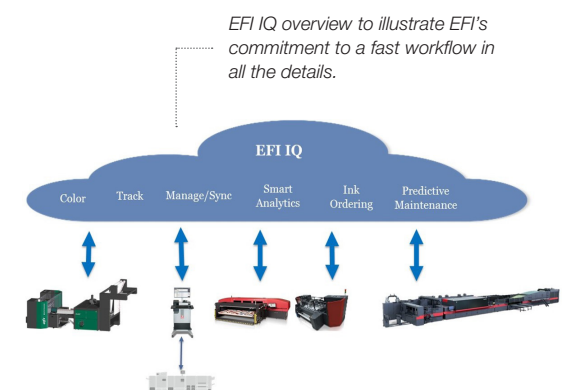 EFI IQ overview to illustrate EFI's
commitment to a fast workflow in
all the details.
EFI IQ
Color
Track
Manage/Sync
Smart
Analytics
Ink
Ordering
Predictive
Maintenance